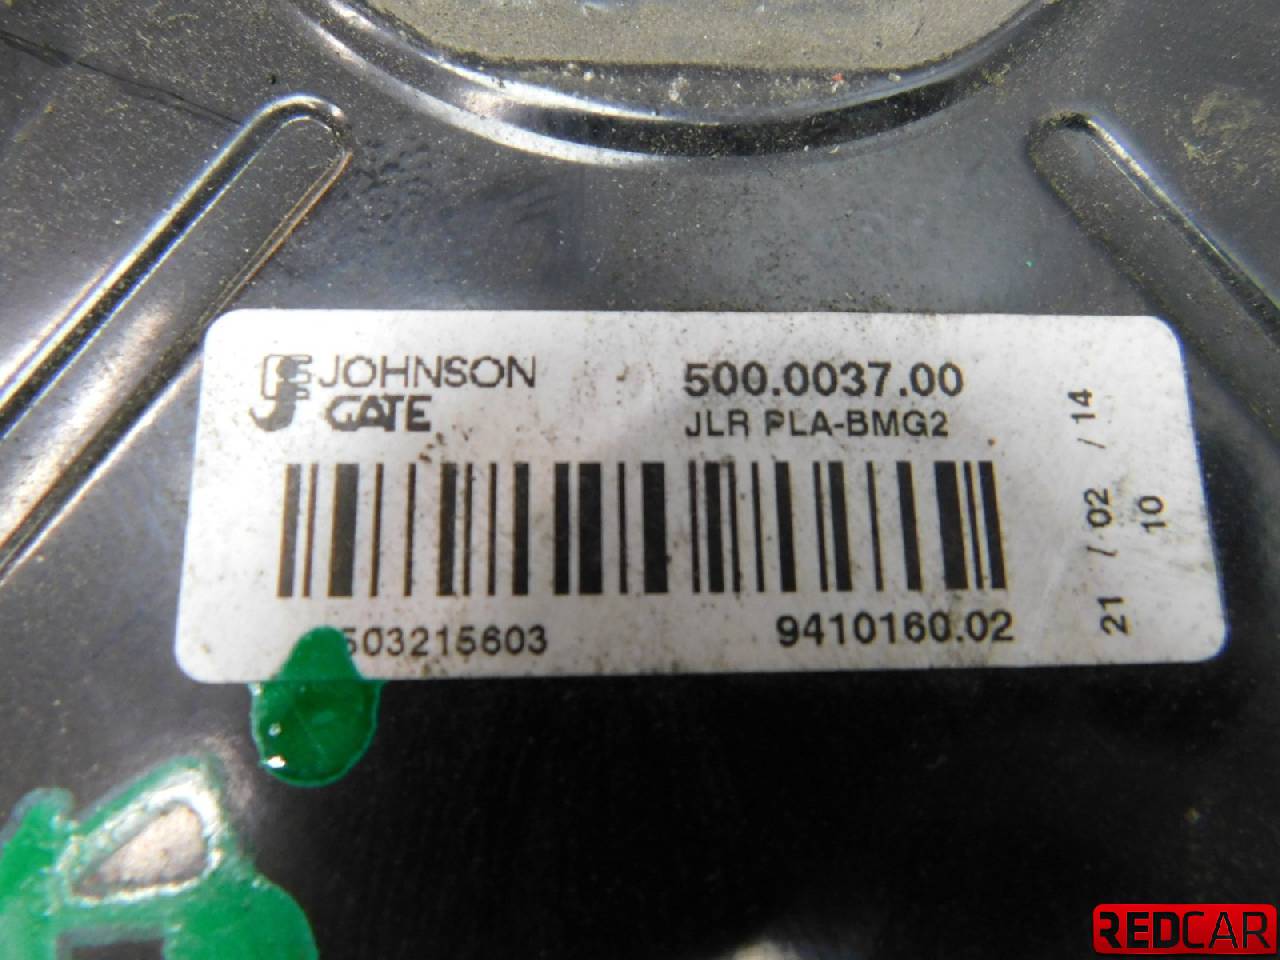 JOHNSON
GATE
500.0037.00
JLR PLA-BMG2
503215603
9410160.02
21 / 02 / 14
10
REDCAR